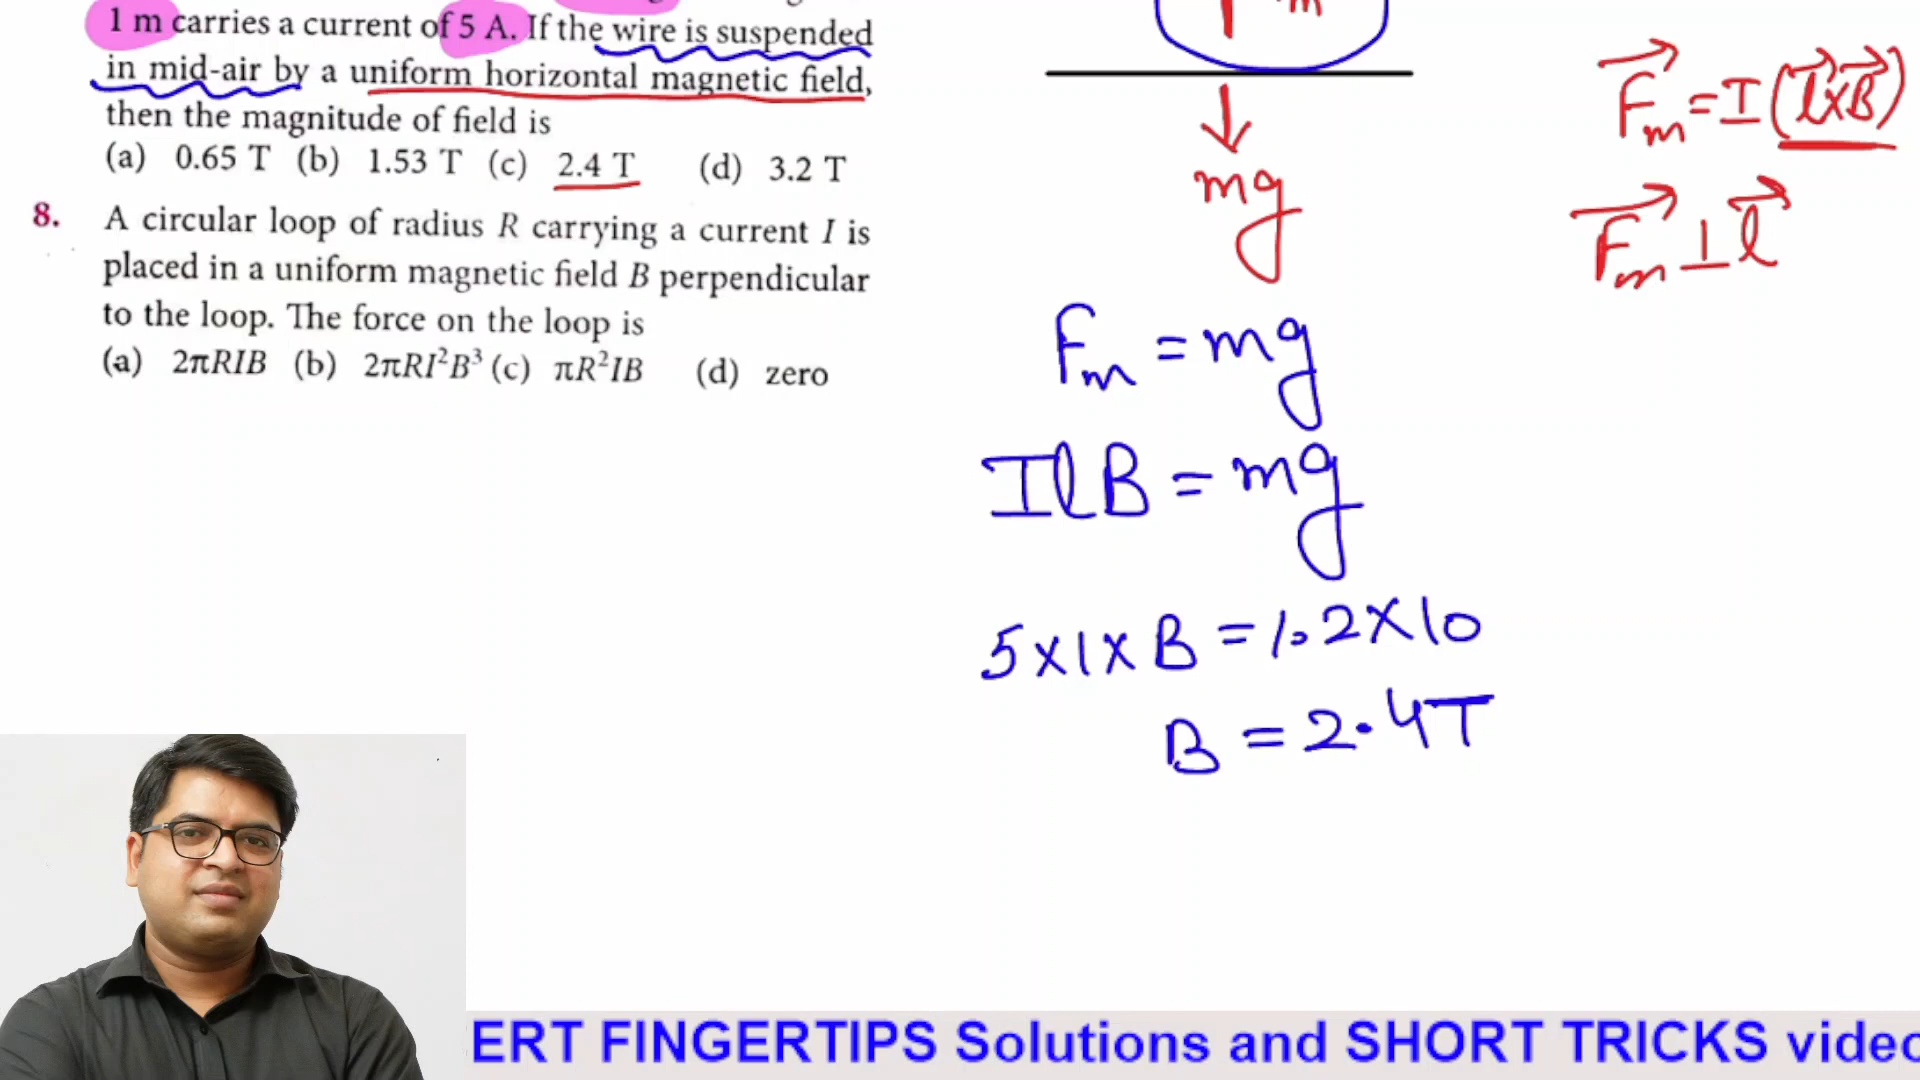 1 m carries a current of 5 A. If the wire is suspended
in mid-air by a uniform horizontal magnetic field,
then the magnitude of field is
(a) 0.65 T (b) 1.53 T (c) 2.4 T (d) 3.2 T
8. A circular loop of radius R carrying a current I is
placed in a uniform magnetic field B perpendicular
to the loop. The force on the loop is
(a) 2πRIB (b) 2πRI²B³ (c) πR²IB (d) zero
m
mg
Fm = mg
IlB = mg
5×1×B = 1.2×10
B = 2.4T
F⃗m = I (l⃗×B⃗)
F⃗m ⊥ l⃗
ERT FINGERTIPS Solutions and SHORT TRICKS video